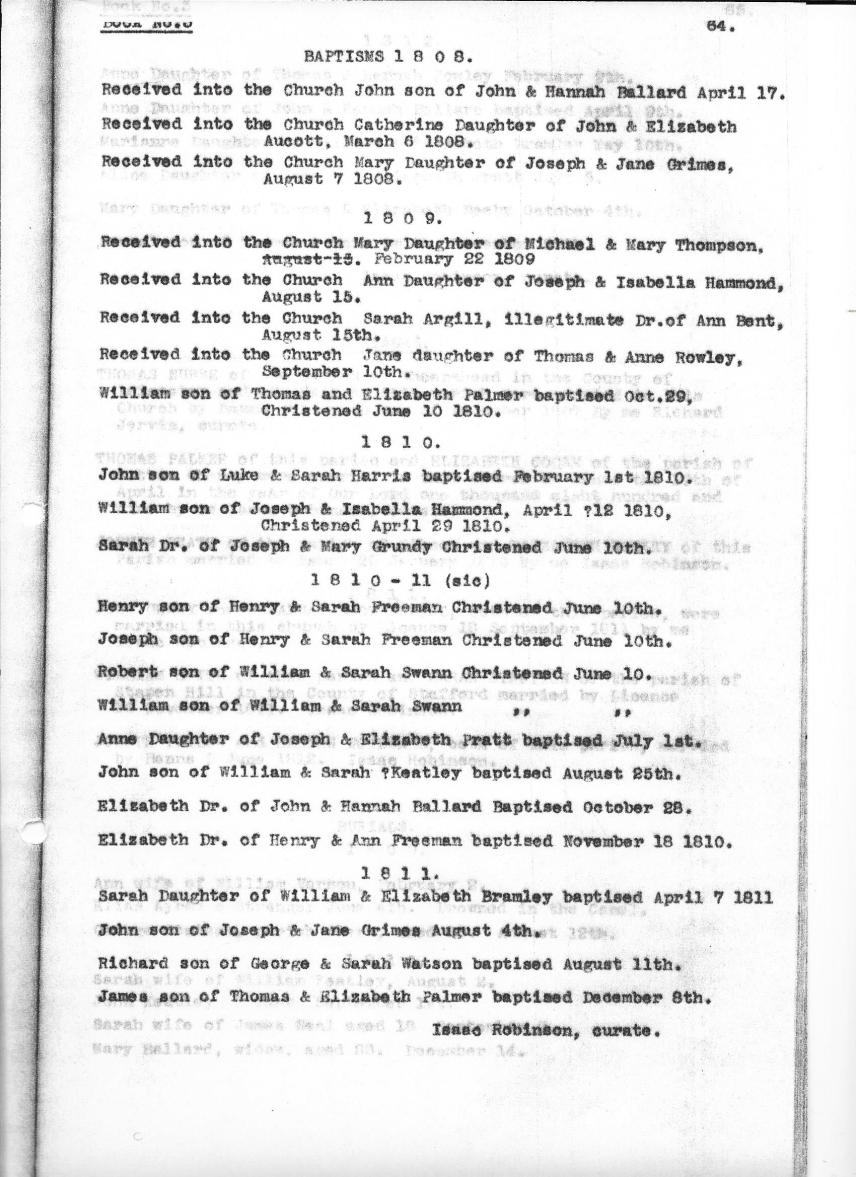 BOOK NO.3
64.
BAPTISMS 1 8 0 8.
Received into the Church John son of John & Hannah Ballard April 17.
Received into the Church Catherine Daughter of John & Elizabeth
Aucott, March 6 1808.
Received into the Church Mary Daughter of Joseph & Jane Grimes,
August 7 1808.
1 8 0 9.
Received into the Church Mary Daughter of Michael & Mary Thompson,
August 15. February 22 1809
Received into the Church Ann Daughter of Joseph & Isabella Hammond,
August 15.
Received into the Church Sarah Argill, illegitimate Dr.of Ann Bent,
August 15th.
Received into the Church Jane daughter of Thomas & Anne Rowley,
September 10th.
William son of Thomas and Elizabeth Palmer baptised Oct.29,
Christened June 10 1810.
1 8 1 0.
John son of Luke & Sarah Harris baptised February 1st 1810.
William son of Joseph & Isabella Hammond, April ?12 1810,
Christened April 29 1810.
Sarah Dr. of Joseph & Mary Grundy Christened June 10th.
1 8 1 0 - 11 (sic)
Henry son of Henry & Sarah Freeman Christened June 10th.
Joseph son of Henry & Sarah Freeman Christened June 10th.
Robert son of William & Sarah Swann Christened June 10.
William son of William & Sarah Swann ,, ,,
Anne Daughter of Joseph & Elizabeth Pratt baptised July 1st.
John son of William & Sarah ?Keatley baptised August 25th.
Elizabeth Dr. of John & Hannah Ballard Baptised October 28.
Elizabeth Dr. of Henry & Ann Freeman baptised November 18 1810.
1 8 1 1.
Sarah Daughter of William & Elizabeth Bramley baptised April 7 1811
John son of Joseph & Jane Grimes August 4th.
Richard son of George & Sarah Watson baptised August 11th.
James son of Thomas & Elizabeth Palmer baptised December 8th.
Isaac Robinson, curate.